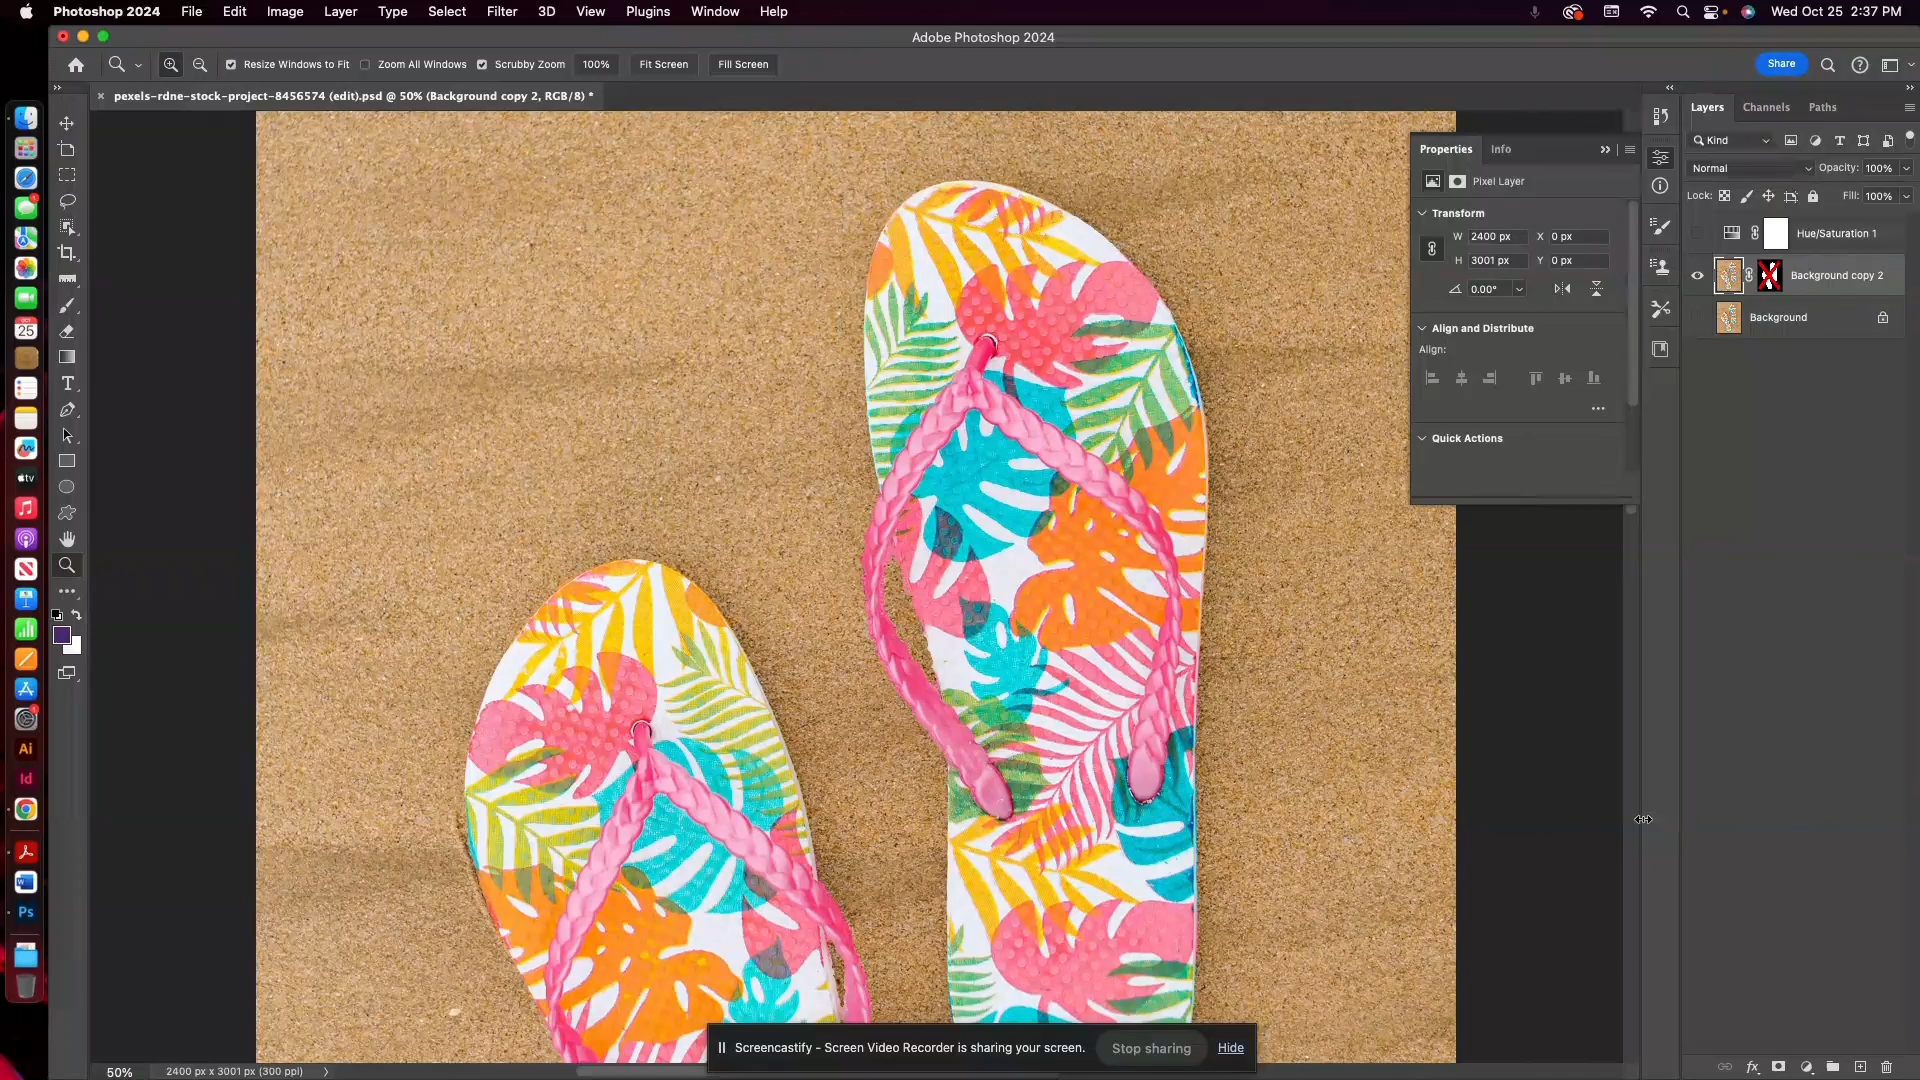 Photoshop 2024 File Edit Image Layer Type Select Filter 3D View Plugins Window Help Wed Oct 25 2:37 PM
Adobe Photoshop 2024
Resize Windows to Fit Zoom All Windows Scrubby Zoom 100% Fit Screen Fill Screen Share
× pexels-rdne-stock-project-8456574 (edit).psd @ 50% (Background copy 2, RGB/8) *
Layers Channels Paths
Kind
Normal Opacity: 100%
Lock: Fill: 100%
Hue/Saturation 1
Background copy 2
Background
Properties Info
Pixel Layer
Transform
W 2400 px X 0 px
H 3001 px Y 0 px
0.00°
Align and Distribute
Align:
Quick Actions
OCT
25
tv
Ai
Id
Ps
T
Screencastify - Screen Video Recorder is sharing your screen. Stop sharing Hide
50% 2400 px x 3001 px (300 ppi)
fx